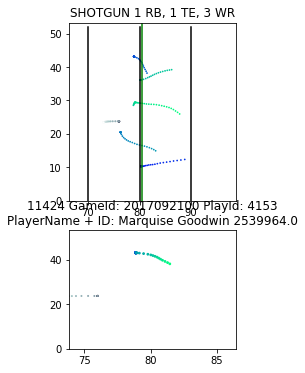 SHOTGUN 1 RB, 1 TE, 3 WR
50
40
30
20
10
0
70 80 90
11424 GameId: 2017092100 PlayId: 4153
PlayerName + ID: Marquise Goodwin 2539964.0
40
20
0
75 80 85